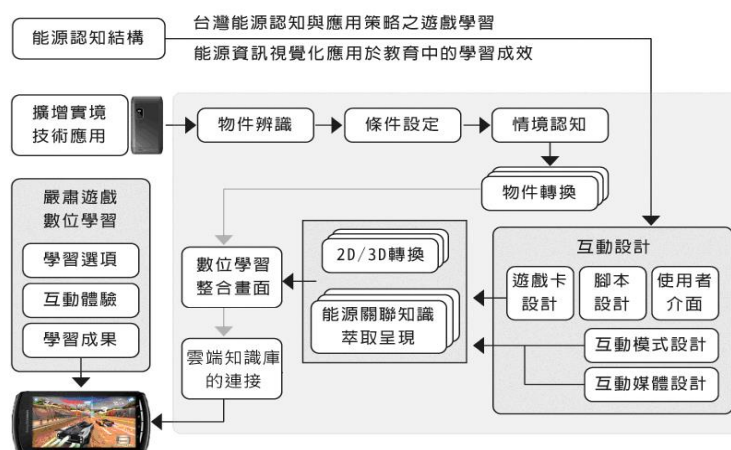 能源認知結構
台灣能源認知與應用策略之遊戲學習
能源資訊視覺化應用於教育中的學習成效
擴增實境
技術應用
物件辨識
條件設定
情境認知
物件轉換
嚴肅遊戲
數位學習
學習選項
互動體驗
學習成果
數位學習
整合畫面
雲端知識庫
的連接
2D/3D轉換
能源關聯知識
萃取呈現
互動設計
遊戲卡
設計
腳本
設計
使用者
介面
互動模式設計
互動媒體設計